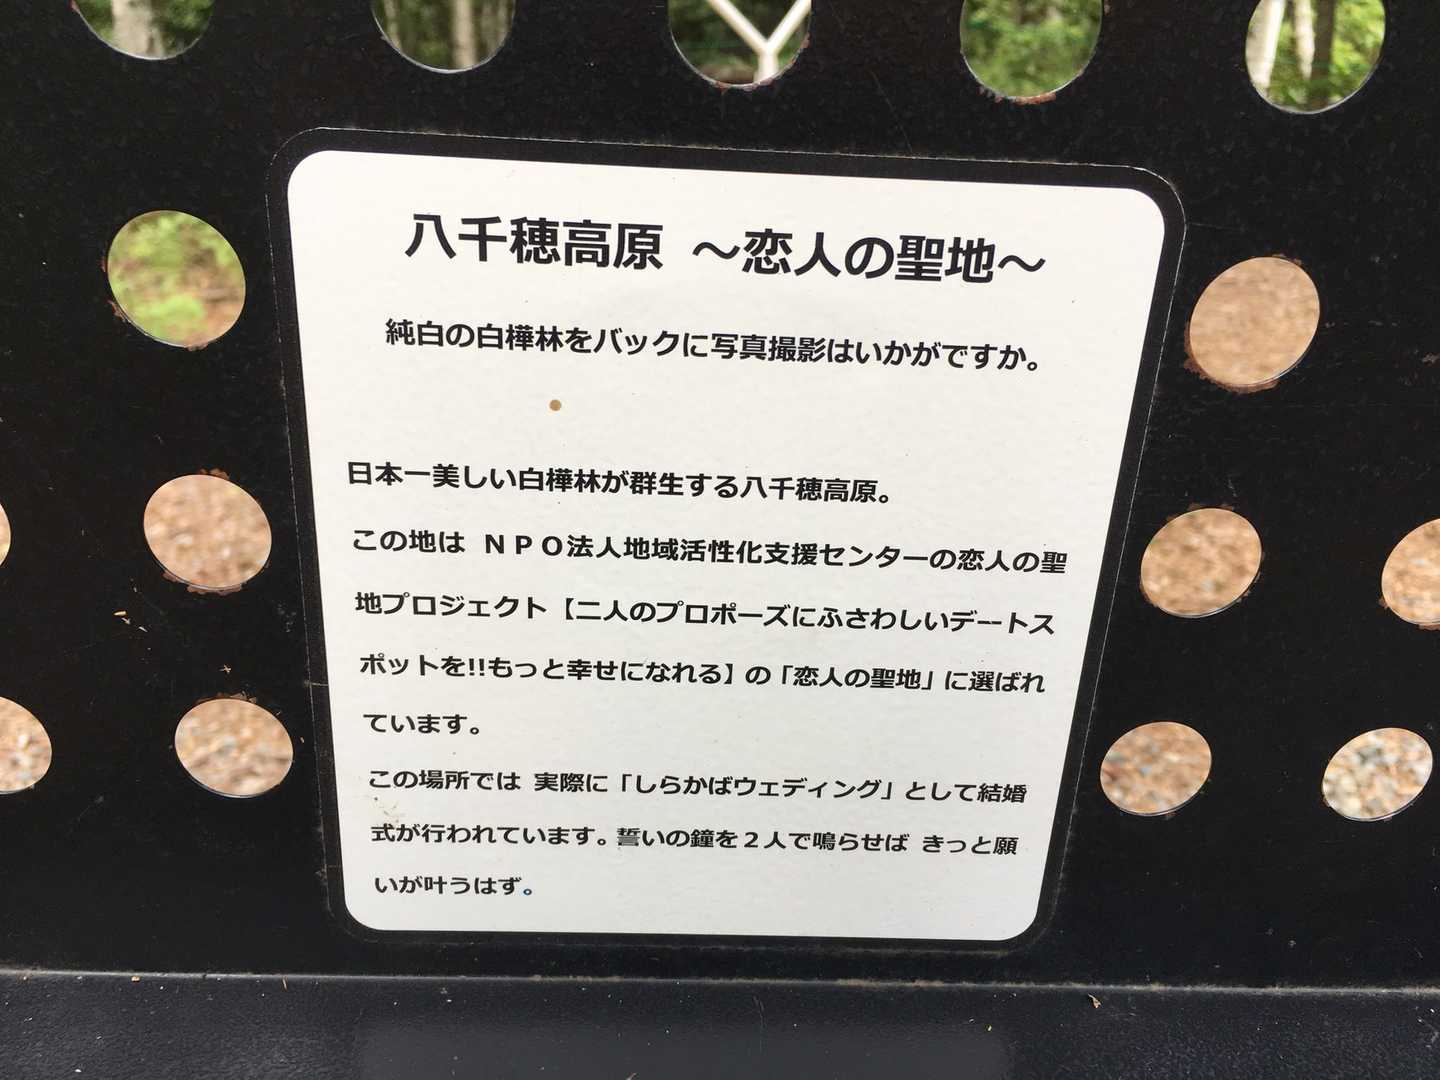 八千穂高原 ～恋人の聖地～
純白の白樺林をバックに写真撮影はいかがですか。
日本一美しい白樺林が群生する八千穂高原。
この地は ＮＰＯ法人地域活性化支援センターの恋人の聖
地プロジェクト【二人のプロポーズにふさわしいデートス
ポットを!!もっと幸せになれる】の「恋人の聖地」に選ばれ
ています。
この場所では 実際に「しらかばウェディング」として結婚
式が行われています。誓いの鐘を２人で鳴らせば きっと願
いが叶うはず。